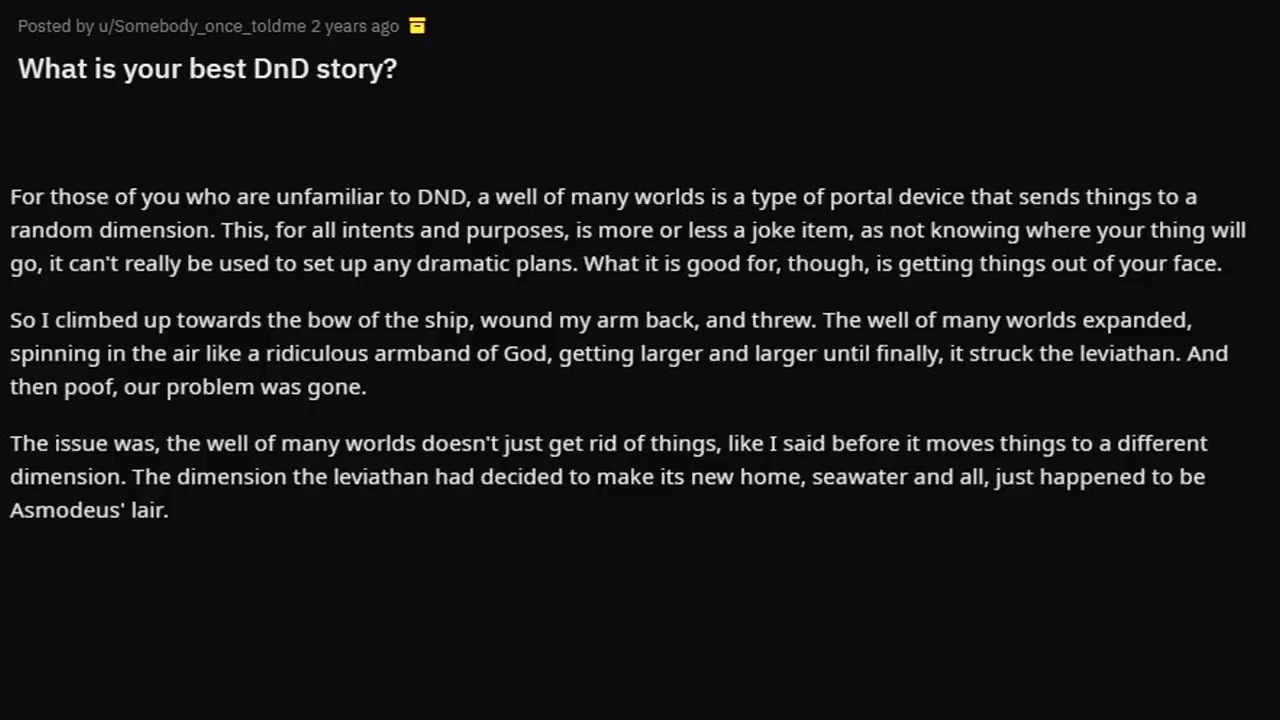 Posted by u/Somebody_once_toldme 2 years ago
What is your best DnD story?
For those of you who are unfamiliar to DND, a well of many worlds is a type of portal device that sends things to a
random dimension. This, for all intents and purposes, is more or less a joke item, as not knowing where your thing will
go, it can't really be used to set up any dramatic plans. What it is good for, though, is getting things out of your face.
So I climbed up towards the bow of the ship, wound my arm back, and threw. The well of many worlds expanded,
spinning in the air like a ridiculous armband of God, getting larger and larger until finally, it struck the leviathan. And
then poof, our problem was gone.
The issue was, the well of many worlds doesn't just get rid of things, like I said before it moves things to a different
dimension. The dimension the leviathan had decided to make its new home, seawater and all, just happened to be
Asmodeus' lair.